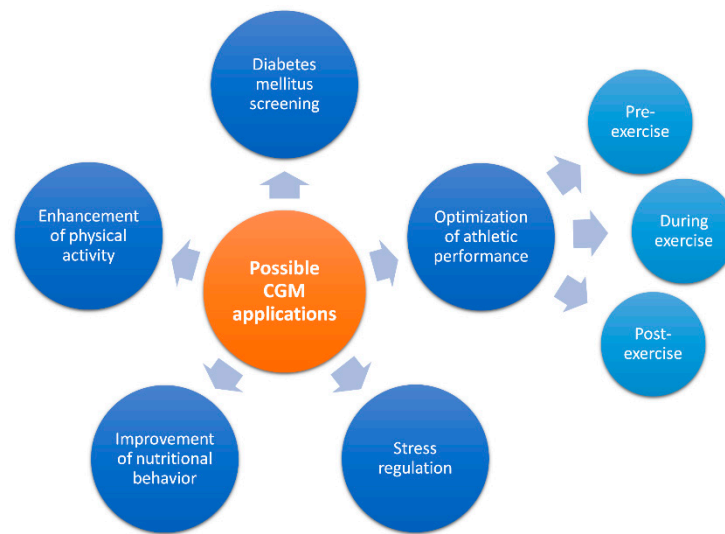 Diabetes
mellitus
screening
Pre-
exercise
Enhancement
of physical
activity
Optimization
of athletic
performance
During
exercise
Possible
CGM
applications
Post-
exercise
Improvement
of nutritional
behavior
Stress
regulation